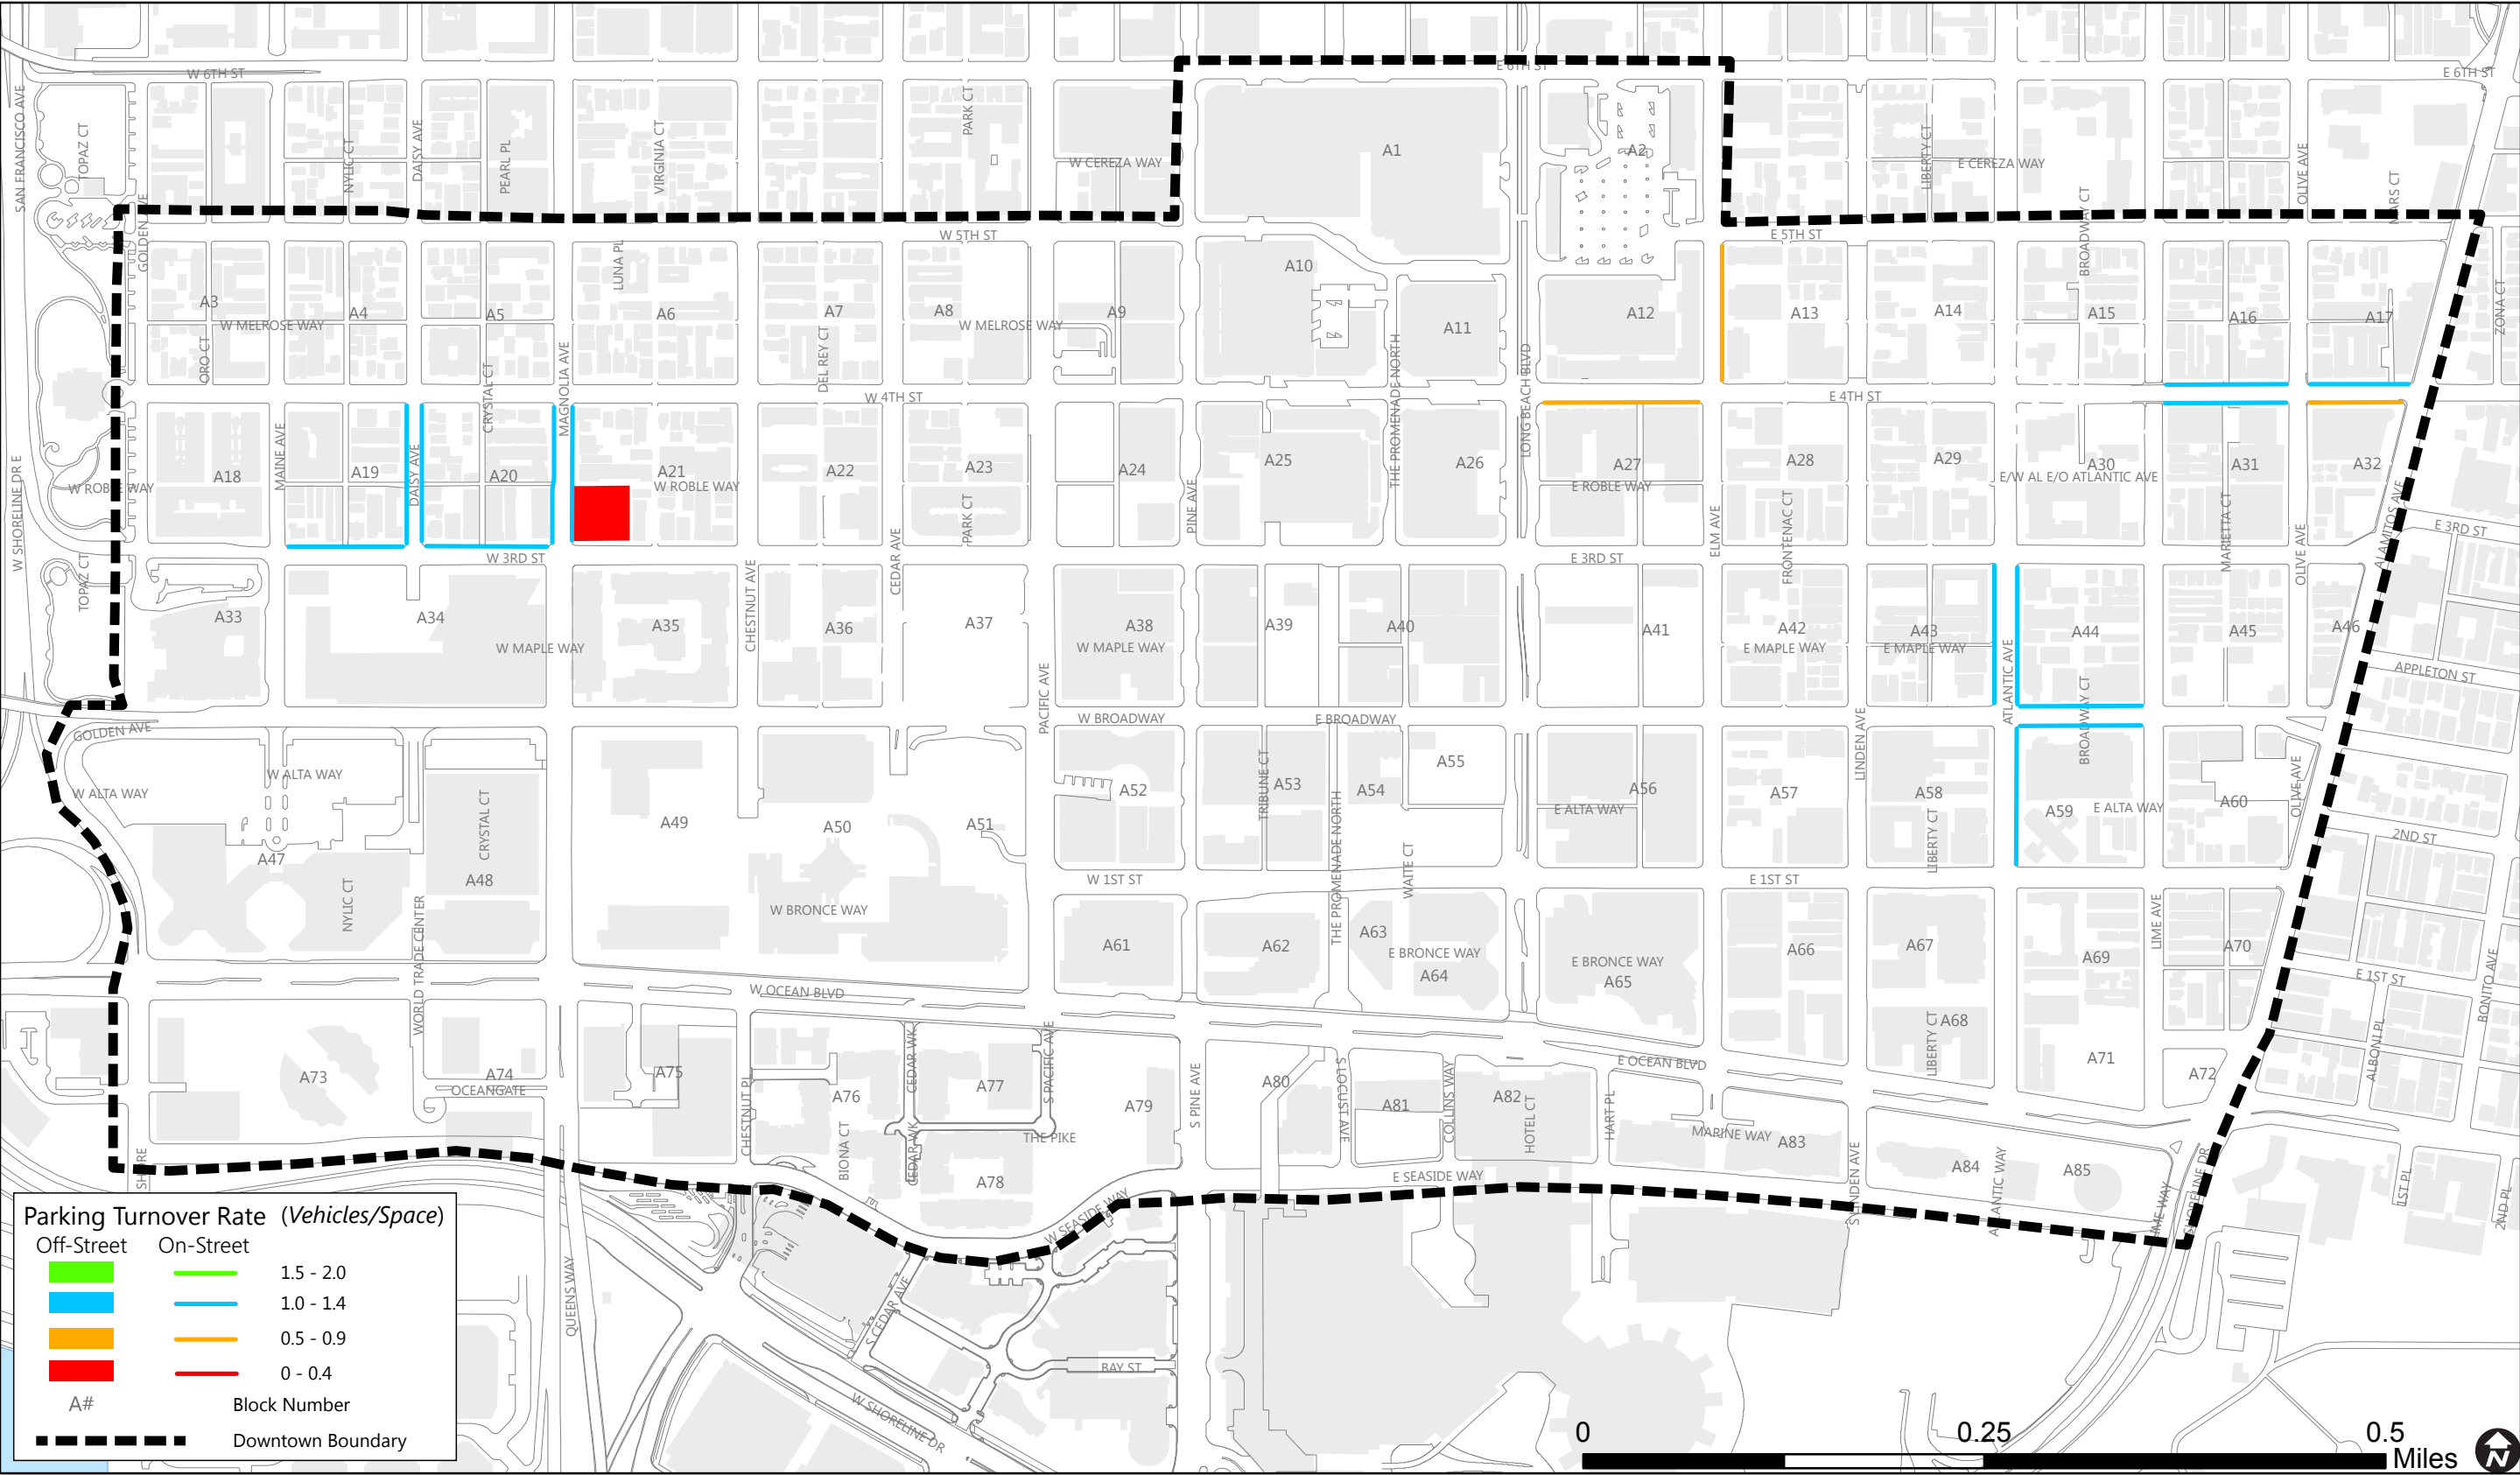 W 6TH ST
E 6TH ST
E 6TH ST
SAN FRANCISCO AVE
TOPAZ CT
NYLIC CT
DAISY AVE
PEARL PL
VIRGINIA CT
PARK CT
W CEREZA WAY
A1
A2
LIBERTY CT
E CEREZA WAY
BROADWAY CT
OLIVE AVE
MARS CT
GOLDEN AVE
W 5TH ST
E 5TH ST
LUNA PL
A3
A4
A5
A6
A7
A8
A9
A10
A11
A12
A13
A14
A15
A16
A17
ZONA CT
W MELROSE WAY
W MELROSE WAY
ORO CT
CRYSTAL CT
MAGNOLIA AVE
DEL REY CT
THE PROMENADE NORTH
LONG BEACH BLVD
W 4TH ST
E 4TH ST
W SHORELINE DR E
W ROBLE WAY
A18
MAINE AVE
A19
DAISY AVE
A20
A21
W ROBLE WAY
A22
A23
A24
PINE AVE
A25
A26
A27
E ROBLE WAY
A28
A29
A30
E/W AL E/O ATLANTIC AVE
A31
A32
CEDAR AVE
PARK CT
ELM AVE
FRONTENAC CT
MARIETTA CT
OLIVE AVE
ALAMITOS AVE
E 3RD ST
W 3RD ST
E 3RD ST
TOPAZ CT
A33
A34
W MAPLE WAY
A35
CHESTNUT AVE
A36
A37
A38
W MAPLE WAY
A39
A40
A41
A42
E MAPLE WAY
A43
E MAPLE WAY
ATLANTIC AVE
A44
A45
A46
APPLETON ST
PACIFIC AVE
BROADWAY CT
GOLDEN AVE
W BROADWAY
E BROADWAY
LINDEN AVE
W ALTA WAY
W ALTA WAY
A47
CRYSTAL CT
A48
A49
A50
A51
A52
TRIBUNE CT
A53
THE PROMENADE NORTH
A54
A55
A56
E ALTA WAY
A57
A58
LIBERTY CT
A59
E ALTA WAY
A60
OLIVE AVE
2ND ST
W 1ST ST
WAITE CT
E 1ST ST
NYLIC CT
WORLD TRADE CENTER
W BRONCE WAY
A61
A62
A63
E BRONCE WAY
A64
E BRONCE WAY
A65
A66
A67
A69
LIME AVE
A70
E 1ST ST
BONITO AVE
W OCEAN BLVD
A68
LIBERTY CT
A71
A72
ALBONI PL
A73
A74
OCEANGATE
A75
CHESTNUT PL
A76
CEDAR WK
A77
S PACIFIC AVE
A79
S PINE AVE
A80
S LOCUST AVE
A81
COLLINS WAY
A82
HOTEL CT
HART PL
E OCEAN BLVD
MARINE WAY
A83
THE PIKE
BIONA CT
CEDAR WK
A78
W SEASIDE WAY
E SEASIDE WAY
S LINDEN AVE
A84
ATLANTIC WAY
A85
LIME WAY
SHORELINE DR
1ST PL
2ND PL
SHORE
QUEENS WAY
S CEDAR AVE
BAY ST
W SHORELINE DR
Parking Turnover Rate (Vehicles/Space)
Off-Street On-Street
1.5 - 2.0
1.0 - 1.4
0.5 - 0.9
0 - 0.4
A# Block Number
Downtown Boundary
0 0.25 0.5
Miles
N